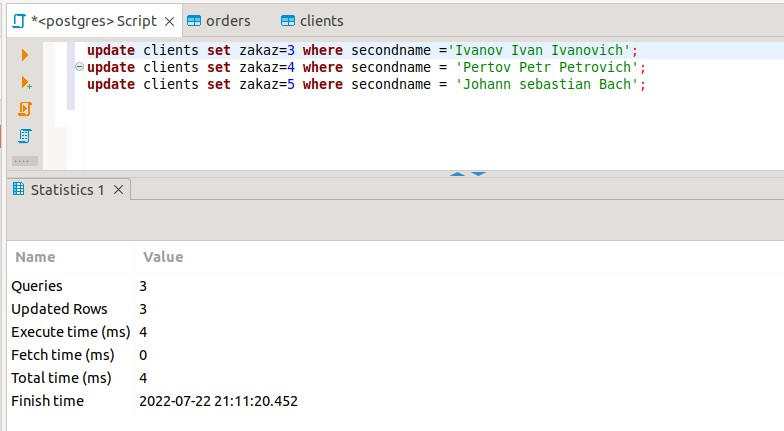 *<postgres> Script
orders
clients
update clients set zakaz=3 where secondname ='Ivanov Ivan Ivanovich';
update clients set zakaz=4 where secondname = 'Pertov Petr Petrovich';
update clients set zakaz=5 where secondname = 'Johann sebastian Bach';
Statistics 1
Name Value
Queries 3
Updated Rows 3
Execute time (ms) 4
Fetch time (ms) 0
Total time (ms) 4
Finish time 2022-07-22 21:11:20.452